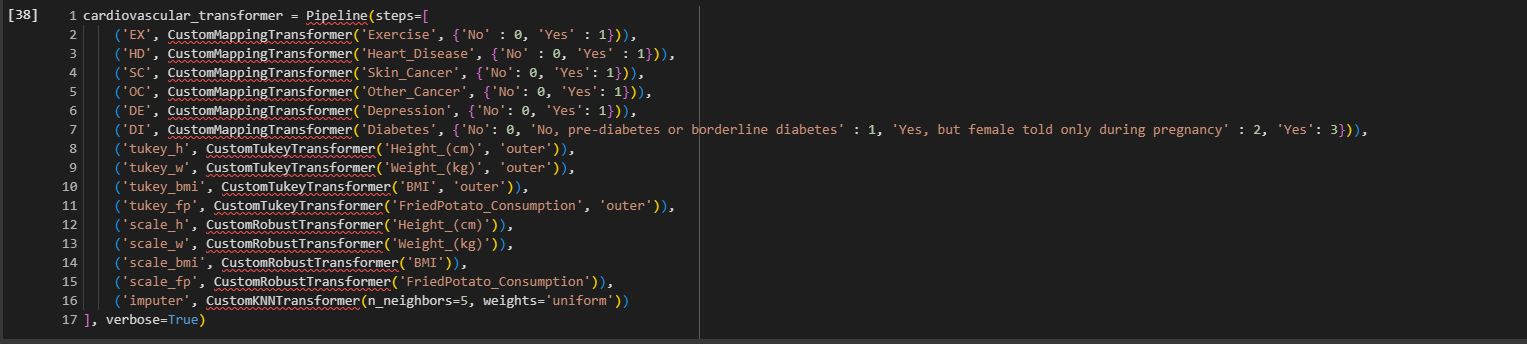 [38] 1 cardiovascular_transformer = Pipeline(steps=[
2 ('EX', CustomMappingTransformer('Exercise', {'No' : 0, 'Yes' : 1})),
3 ('HD', CustomMappingTransformer('Heart_Disease', {'No' : 0, 'Yes' : 1})),
4 ('SC', CustomMappingTransformer('Skin_Cancer', {'No': 0, 'Yes': 1})),
5 ('OC', CustomMappingTransformer('Other_Cancer', {'No': 0, 'Yes': 1})),
6 ('DE', CustomMappingTransformer('Depression', {'No': 0, 'Yes': 1})),
7 ('DI', CustomMappingTransformer('Diabetes', {'No': 0, 'No, pre-diabetes or borderline diabetes' : 1, 'Yes, but female told only during pregnancy' : 2, 'Yes': 3})),
8 ('tukey_h', CustomTukeyTransformer('Height_(cm)', 'outer')),
9 ('tukey_w', CustomTukeyTransformer('Weight_(kg)', 'outer')),
10 ('tukey_bmi', CustomTukeyTransformer('BMI', 'outer')),
11 ('tukey_fp', CustomTukeyTransformer('FriedPotato_Consumption', 'outer')),
12 ('scale_h', CustomRobustTransformer('Height_(cm)')),
13 ('scale_w', CustomRobustTransformer('Weight_(kg)')),
14 ('scale_bmi', CustomRobustTransformer('BMI')),
15 ('scale_fp', CustomRobustTransformer('FriedPotato_Consumption')),
16 ('imputer', CustomKNNTransformer(n_neighbors=5, weights='uniform'))
17 ], verbose=True)